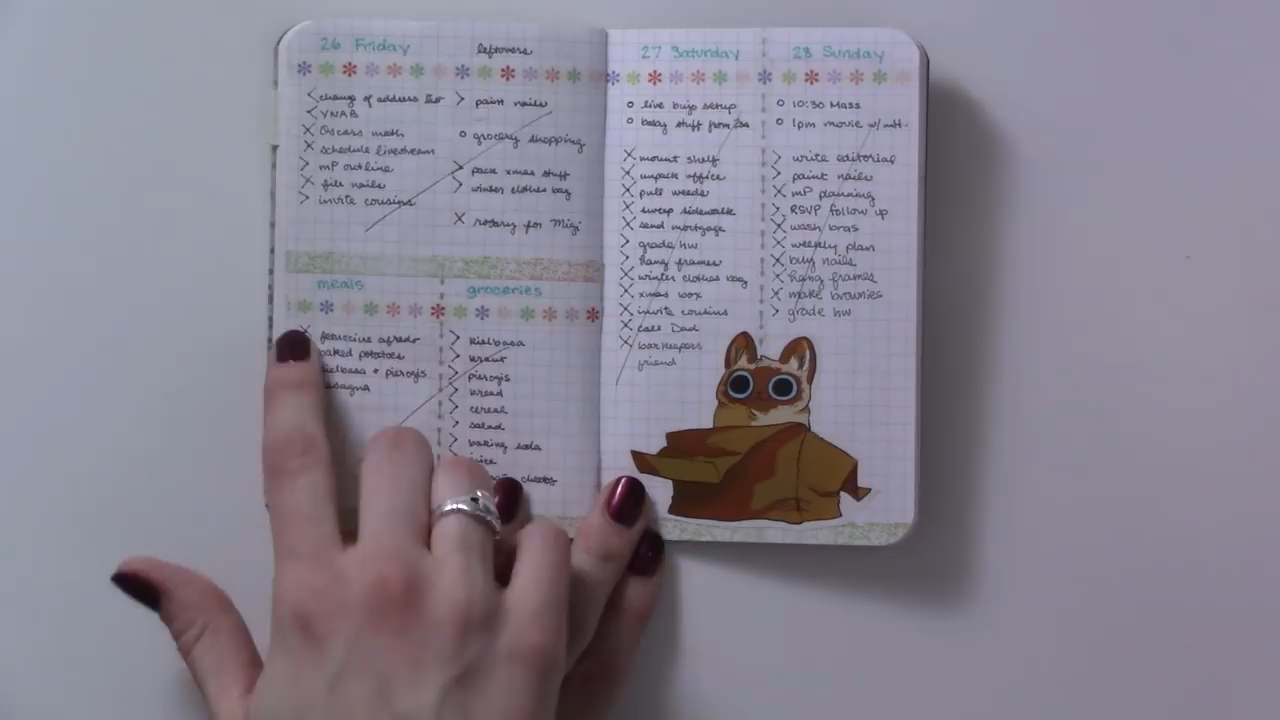 26 Friday
leftovers
< change of address
< YNAB
X Oscars math
X schedule livestream
> mP outline
X file nails
> invite cousins
> paint nails
o grocery shopping
X pack xmas stuff
> winter clothes bag
X rosary for Migi
meals
X fettuccine alfredo
baked potatoes
kielbasa + pierogis
lasagna
groceries
> kielbasa
> kraut
> pierogis
> bread
> cereal
> salad
> baking soda
27 Saturday
o live bujo setup
o baby stuff from
X mount shelf
X unpack office
X pull weeds
X sweep sidewalk
X send mortgage
> grade hw
> hang frames
X winter clothes bag
X xmas box
X invite cousins
X call Dad
X barkeepers
friend
28 Sunday
o 10:30 Mass
o 1pm movie w/
> write editorial
> paint nails
X mP planning
> RSVP follow up
X wash bras
X weekly plan
X buy nails
X hang frames
X make brownies
> grade hw